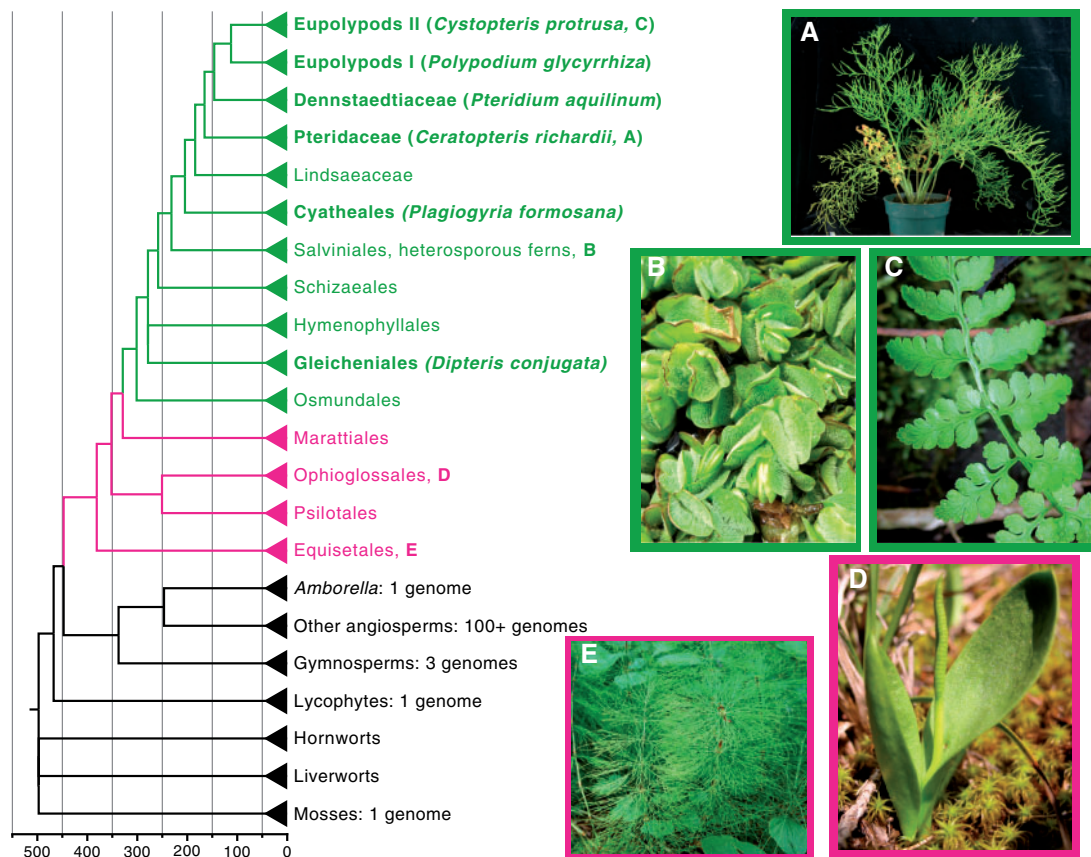 Eupolypods II (Cystopteris protrusa, C)
Eupolypods I (Polypodium glycyrrhiza)
Dennstaedtiaceae (Pteridium aquilinum)
Pteridaceae (Ceratopteris richardii, A)
Lindsaeaceae
Cyatheales (Plagiogyria formosana)
Salviniales, heterosporous ferns, B
Schizaeales
Hymenophyllales
Gleicheniales (Dipteris conjugata)
Osmundales
Marattiales
Ophioglossales, D
Psilotales
Equisetales, E
Amborella: 1 genome
Other angiosperms: 100+ genomes
Gymnosperms: 3 genomes
Lycophytes: 1 genome
Hornworts
Liverworts
Mosses: 1 genome
500 400 300 200 100 0
A
B
C
D
E